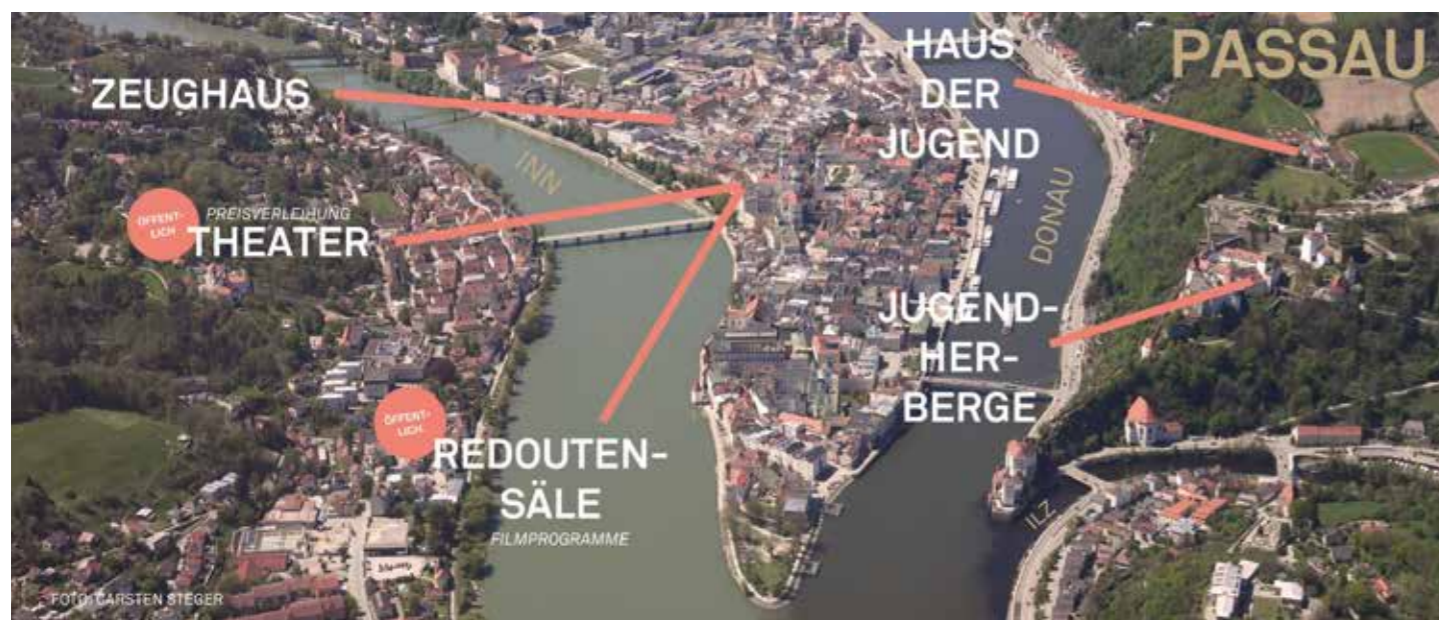 PASSAU
ZEUGHAUS
HAUS
DER
JUGEND
INN
DONAU
ÖFFENT-
LICH
PREISVERLEIHUNG
THEATER
JUGEND-
HER-
BERGE
ÖFFENT-
LICH
REDOUTEN-
SÄLE
FILMPROGRAMME
ILZ
FOTO: CARSTEN STEGER